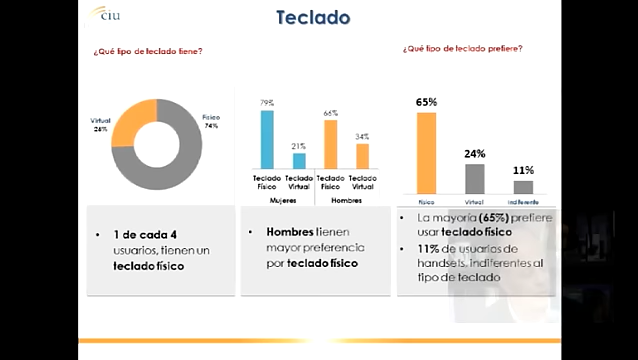 ciu
Teclado
¿Qué tipo de teclado tiene?
¿Qué tipo de teclado prefiere?
Virtual
26%
Físico
74%
79%
21%
66%
34%
Teclado Físico
Teclado Virtual
Teclado Físico
Teclado Virtual
Mujeres
Hombres
65%
24%
11%
Físico
Virtual
Indiferente
• 1 de cada 4
usuarios, tienen un
teclado físico
• Hombres tienen
mayor preferencia
por teclado físico
• La mayoría (65%) prefiere
usar teclado físico
• 11% de usuarios de
handsets, indiferentes al
tipo de teclado